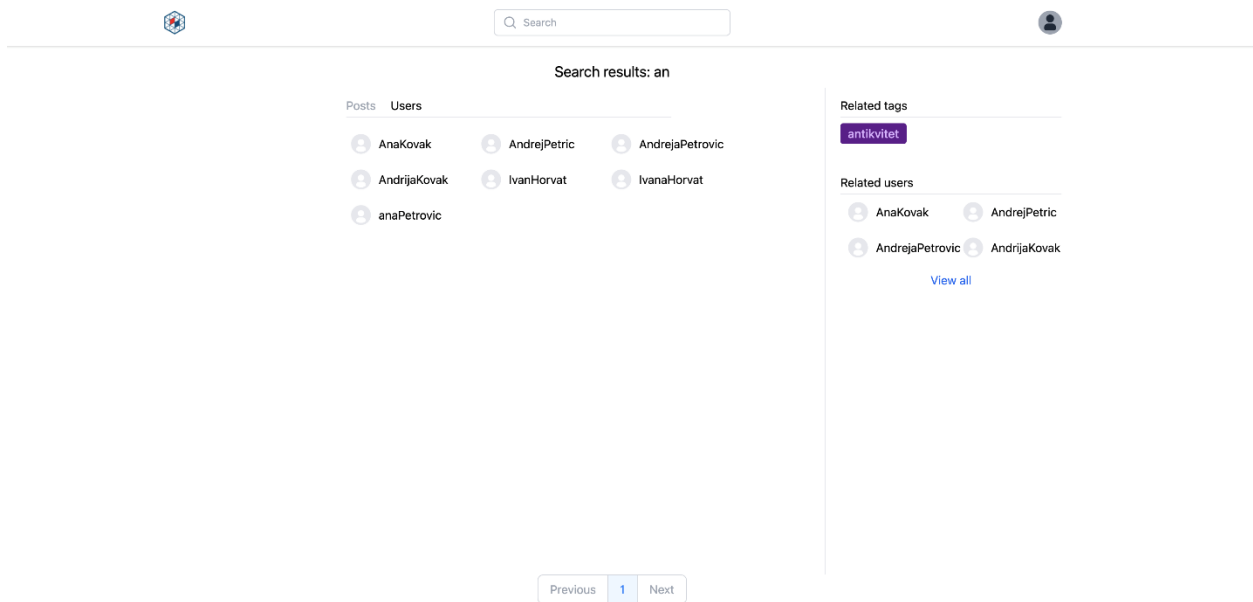 Search
Search results: an
Posts Users
AnaKovak AndrejPetric AndrejaPetrovic
AndrijaKovak IvanHorvat IvanaHorvat
anaPetrovic
Related tags
antikvitet
Related users
AnaKovak AndrejPetric
AndrejaPetrovic AndrijaKovak
View all
Previous 1 Next